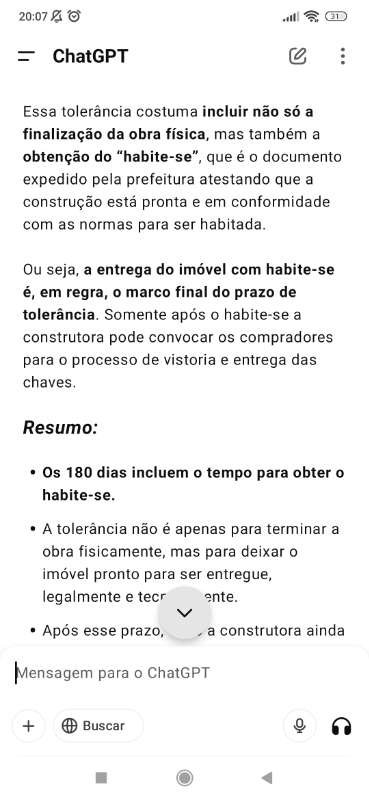 20:07
31
ChatGPT
Essa tolerância costuma incluir não só a
finalização da obra física, mas também a
obtenção do “habite-se”, que é o documento
expedido pela prefeitura atestando que a
construção está pronta e em conformidade
com as normas para ser habitada.
Ou seja, a entrega do imóvel com habite-se
é, em regra, o marco final do prazo de
tolerância. Somente após o habite-se a
construtora pode convocar os compradores
para o processo de vistoria e entrega das
chaves.
Resumo:
• Os 180 dias incluem o tempo para obter o
habite-se.
• A tolerância não é apenas para terminar a
obra fisicamente, mas para deixar o
imóvel pronto para ser entregue,
legalmente e
• Após esse prazo, a construtora ainda
Mensagem para o ChatGPT
Buscar